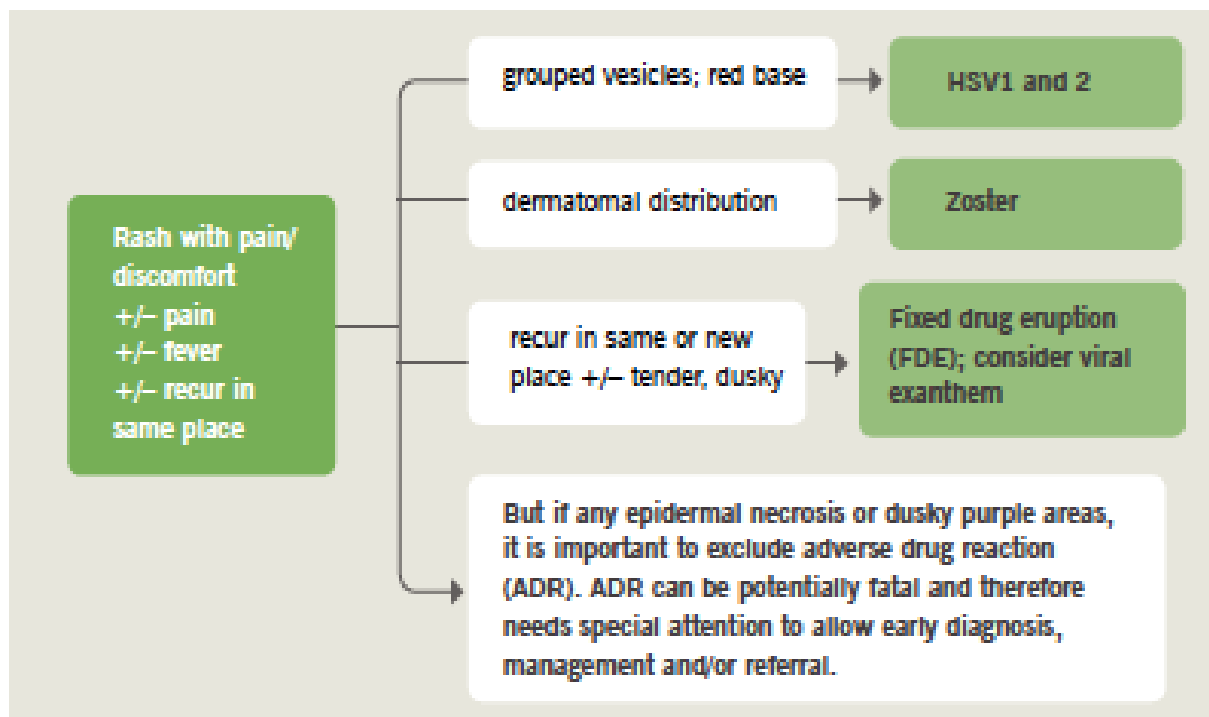 Rash with pain/
discomfort
+/– pain
+/– fever
+/– recur in
same place
grouped vesicles; red base
HSV1 and 2
dermatomal distribution
Zoster
recur in same or new
place +/– tender, dusky
Fixed drug eruption
(FDE); consider viral
exanthem
But if any epidermal necrosis or dusky purple areas,
it is important to exclude adverse drug reaction
(ADR). ADR can be potentially fatal and therefore
needs special attention to allow early diagnosis,
management and/or referral.